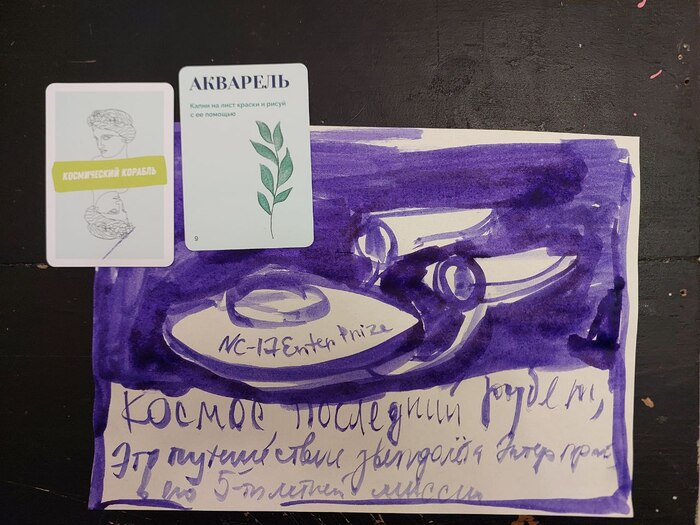 КОСМИЧЕСКИЙ КОРАБЛЬ
АКВАРЕЛЬ
Капни на лист краски и рисуй
с ее помощью
9
NC-17 Enter Prize
Космос последний рубеж,
Это путешествие звездолёта Энтерпрайз
в его 5-ти летней миссии